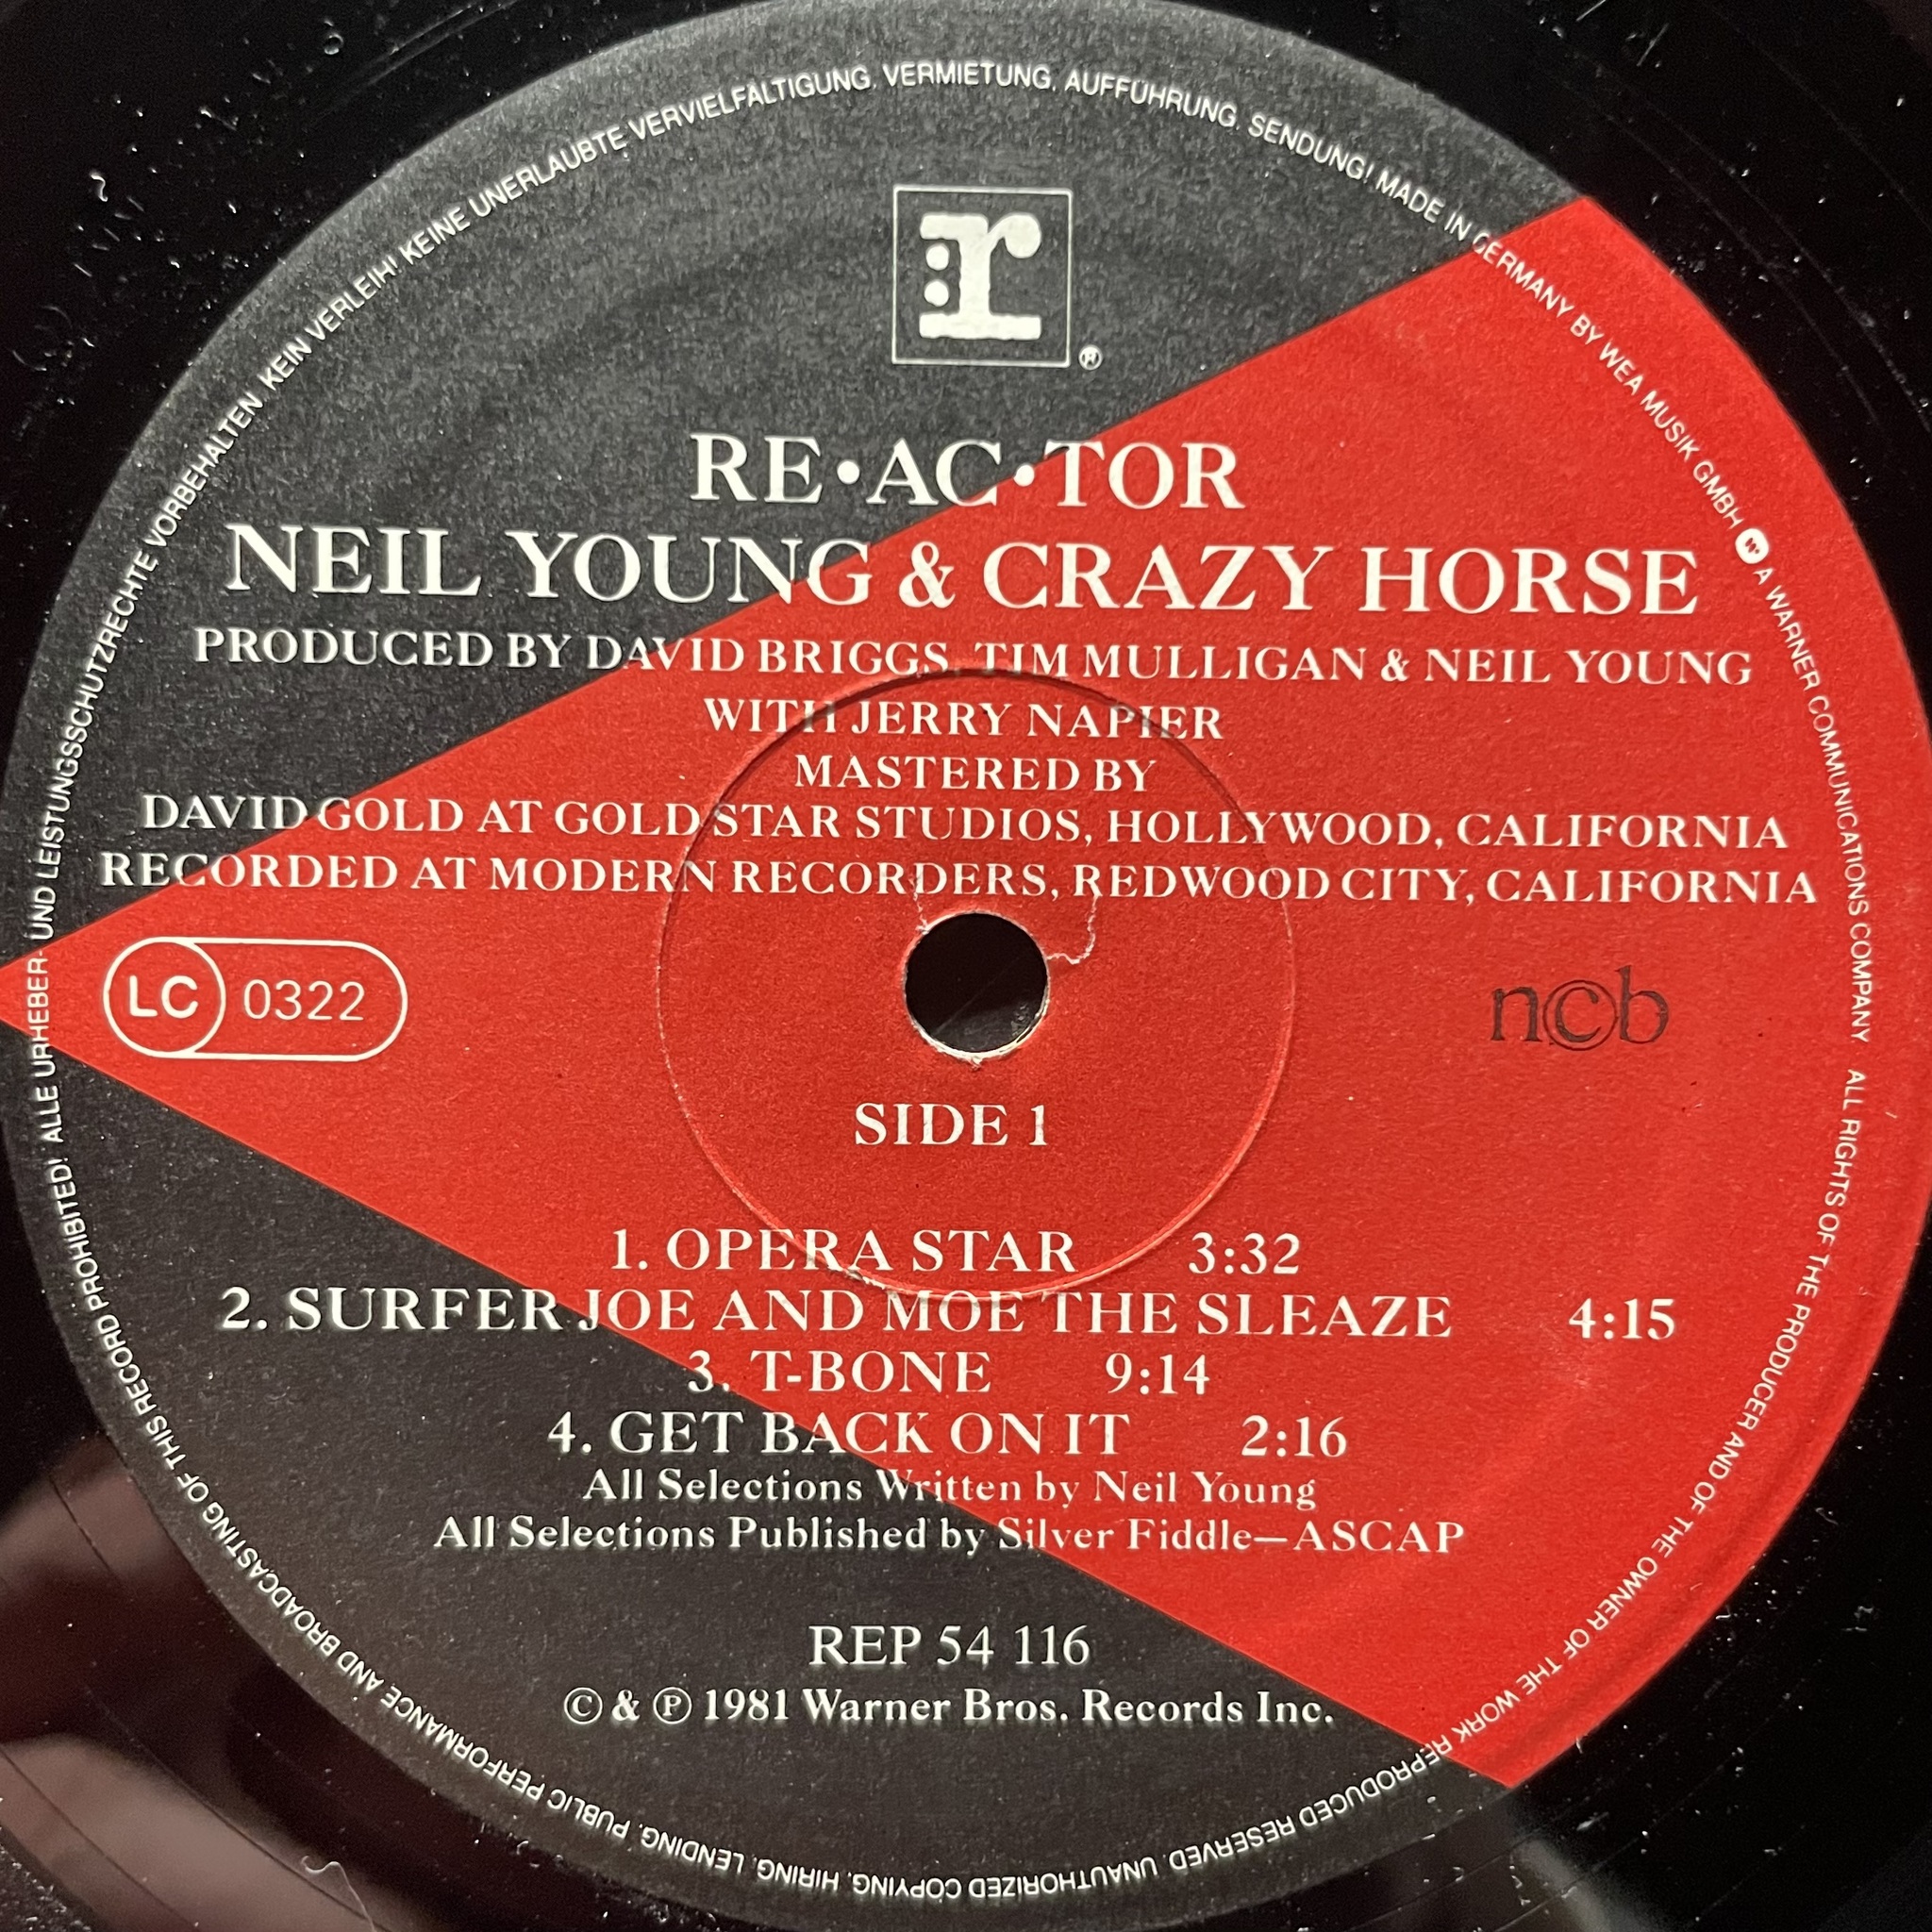 r
®
RE•AC•TOR
NEIL YOUNG & CRAZY HORSE
PRODUCED BY DAVID BRIGGS, TIM MULLIGAN & NEIL YOUNG
WITH JERRY NAPIER
MASTERED BY
DAVID GOLD AT GOLD STAR STUDIOS, HOLLYWOOD, CALIFORNIA
RECORDED AT MODERN RECORDERS, REDWOOD CITY, CALIFORNIA
LC 0322
ncb
SIDE 1
1. OPERA STAR 3:32
2. SURFER JOE AND MOE THE SLEAZE 4:15
3. T-BONE 9:14
4. GET BACK ON IT 2:16
All Selections Written by Neil Young
All Selections Published by Silver Fiddle—ASCAP
REP 54 116
© & ℗ 1981 Warner Bros. Records Inc.
ALLE URHEBER- UND LEISTUNGSSCHUTZRECHTE VORBEHALTEN. KEIN VERLEIH! KEINE UNERLAUBTE VERVIELFÄLTIGUNG, VERMIETUNG, AUFFÜHRUNG, SENDUNG! MADE IN GERMANY BY WEA MUSIK GMBH A WARNER COMMUNICATIONS COMPANY ALL RIGHTS OF THE PRODUCER AND OF THE OWNER OF THE WORK REPRODUCED RESERVED. UNAUTHORIZED COPYING, HIRING, LENDING, PUBLIC PERFORMANCE AND BROADCASTING OF THIS RECORD PROHIBITED!